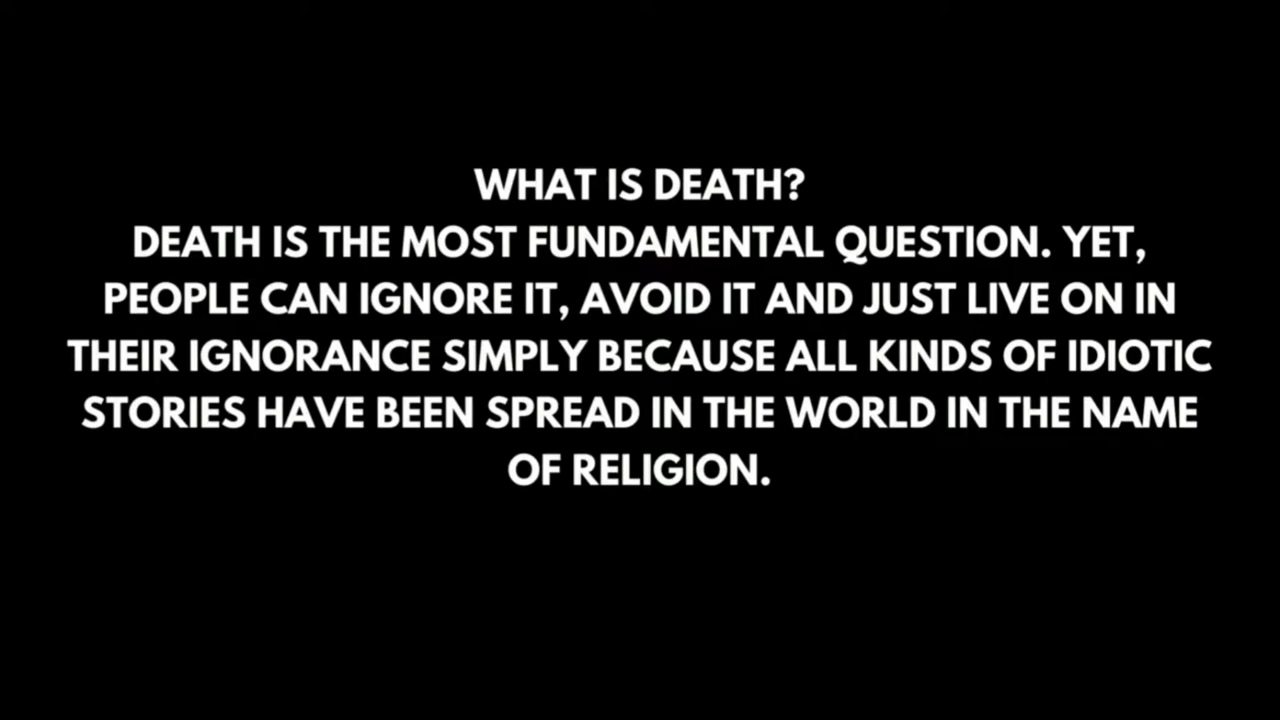 WHAT IS DEATH?
DEATH IS THE MOST FUNDAMENTAL QUESTION. YET,
PEOPLE CAN IGNORE IT, AVOID IT AND JUST LIVE ON IN
THEIR IGNORANCE SIMPLY BECAUSE ALL KINDS OF IDIOTIC
STORIES HAVE BEEN SPREAD IN THE WORLD IN THE NAME
OF RELIGION.